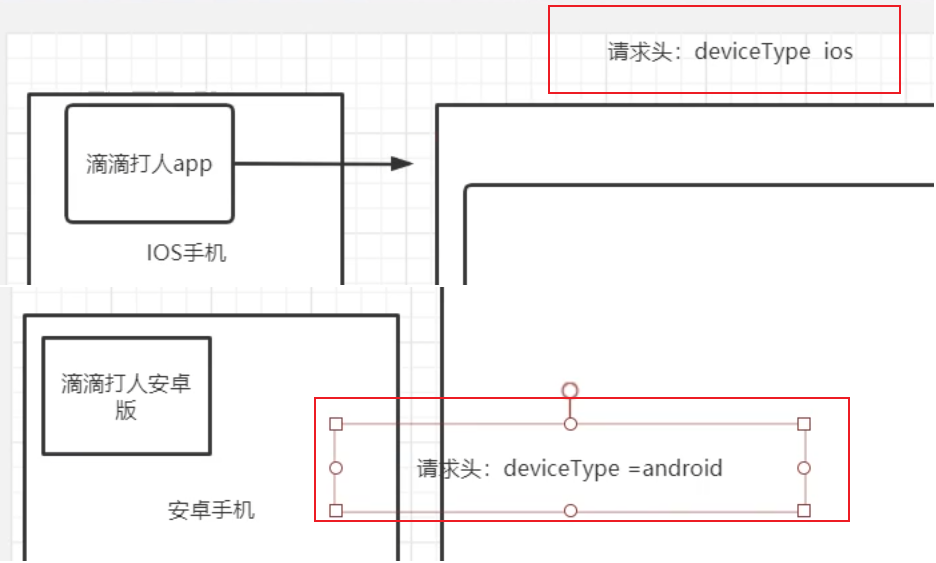 请求头：deviceType ios
滴滴打人app
IOS手机
滴滴打人安卓
版
请求头：deviceType =android
安卓手机